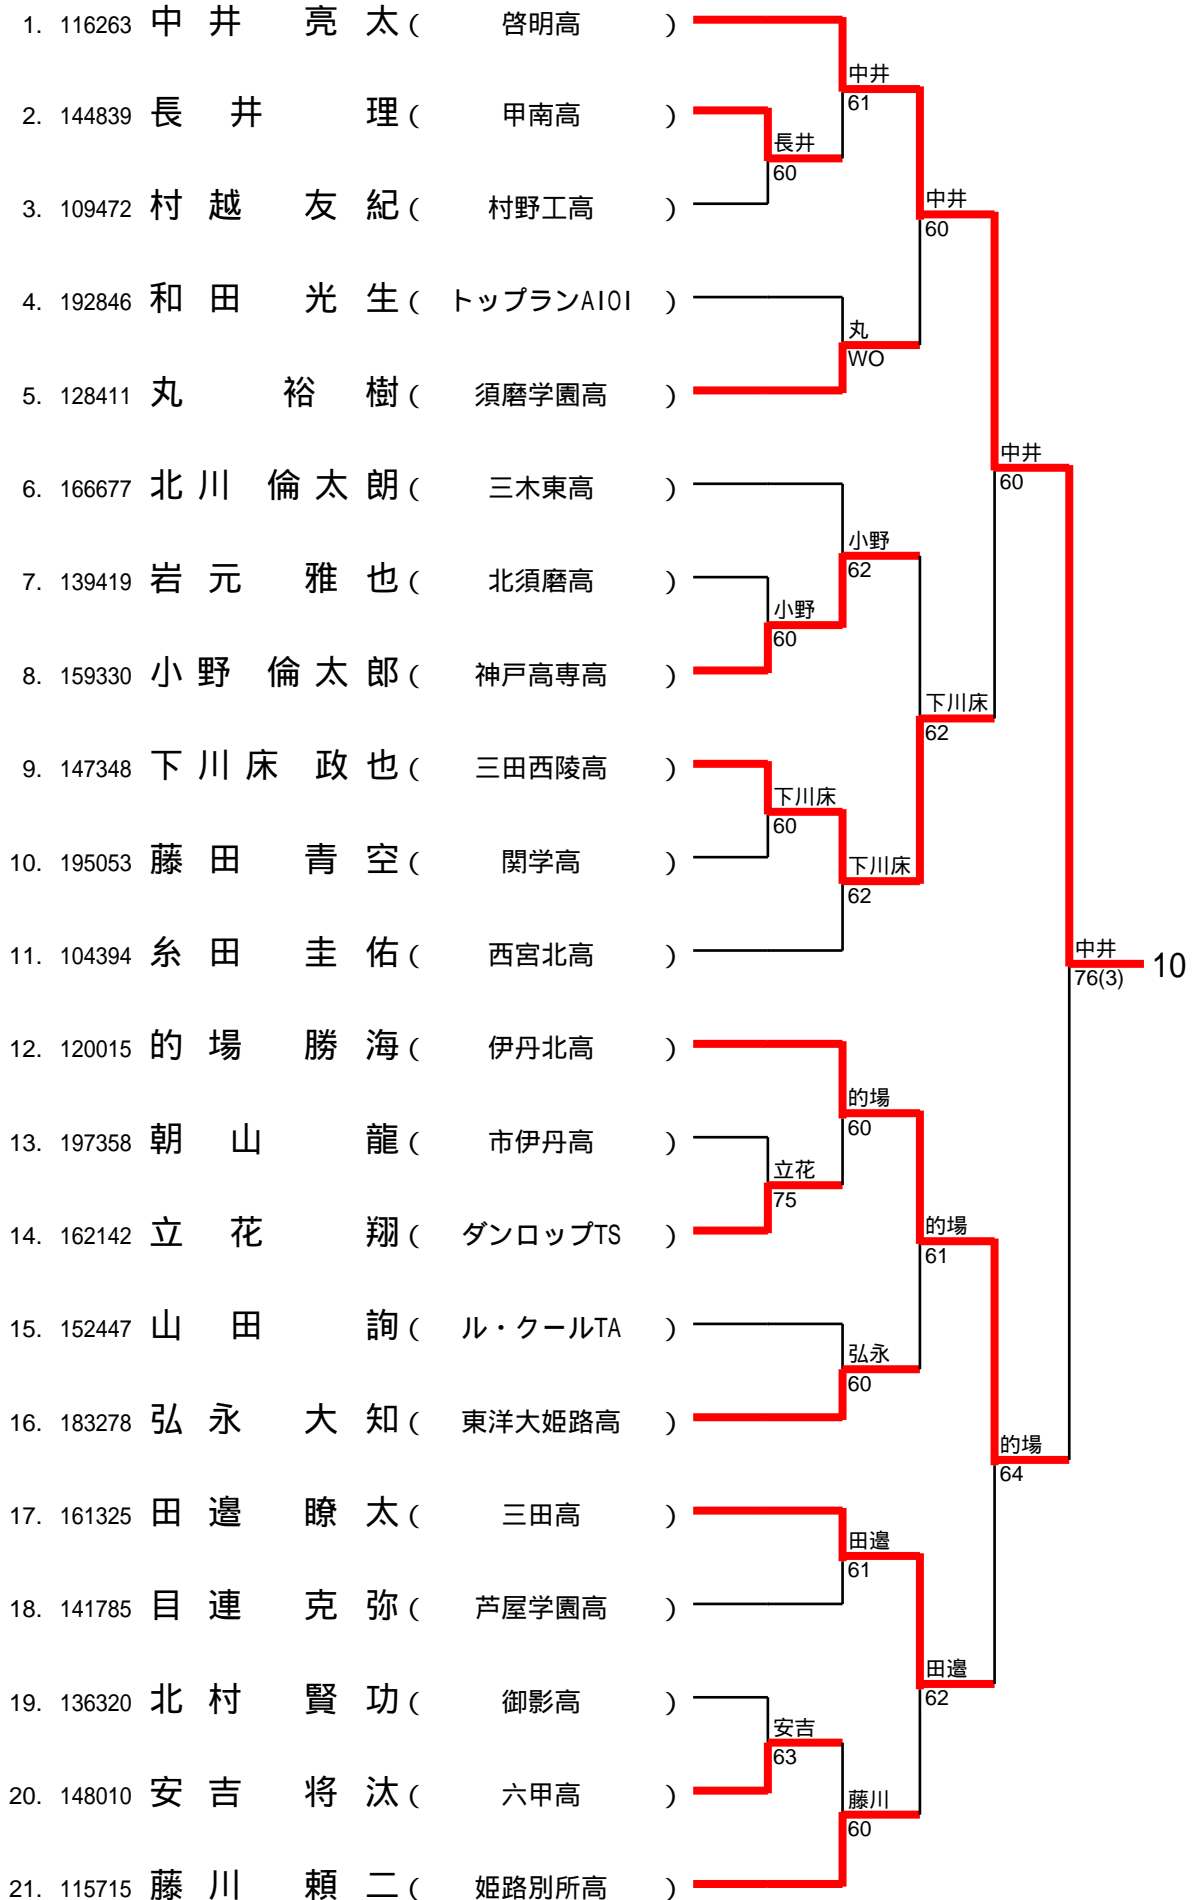 1. 116263 中井 亮太 ( 啓明高 )
中井
61
2. 144839 長井 理 ( 甲南高 )
長井
60
3. 109472 村越 友紀 ( 村野工高 )
中井
60
4. 192846 和田 光生 ( トップランAIOI )
丸
WO
5. 128411 丸 裕樹 ( 須磨学園高 )
中井
60
6. 166677 北川 倫太朗 ( 三木東高 )
小野
62
7. 139419 岩元 雅也 ( 北須磨高 )
小野
60
8. 159330 小野 倫太郎 ( 神戸高専高 )
下川床
62
9. 147348 下川床 政也 ( 三田西陵高 )
下川床
60
10. 195053 藤田 青空 ( 関学高 )
下川床
62
11. 104394 糸田 圭佑 ( 西宮北高 )
中井
76(3)
10
12. 120015 的場 勝海 ( 伊丹北高 )
的場
60
13. 197358 朝山 龍 ( 市伊丹高 )
立花
75
14. 162142 立花 翔 ( ダンロップTS )
的場
61
15. 152447 山田 詢 ( ル・クールTA )
弘永
60
16. 183278 弘永 大知 ( 東洋大姫路高 )
的場
64
17. 161325 田邉 瞭太 ( 三田高 )
田邉
61
18. 141785 目連 克弥 ( 芦屋学園高 )
田邉
62
19. 136320 北村 賢功 ( 御影高 )
安吉
63
20. 148010 安吉 将汰 ( 六甲高 )
藤川
60
21. 115715 藤川 頼二 ( 姫路別所高 )